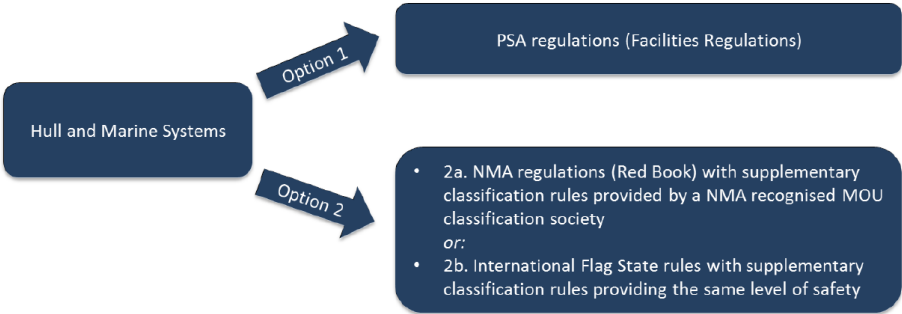 PSA regulations (Facilities Regulations)
Option 1
Hull and Marine Systems
Option 2
• 2a. NMA regulations (Red Book) with supplementary
classification rules provided by a NMA recognised MOU
classification society
or:
• 2b. International Flag State rules with supplementary
classification rules providing the same level of safety